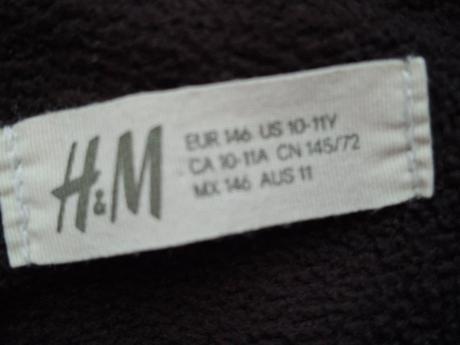 H&M
EUR 146 US 10-11Y
CA 10-11A CN 145/72
MX 146 AUS 11